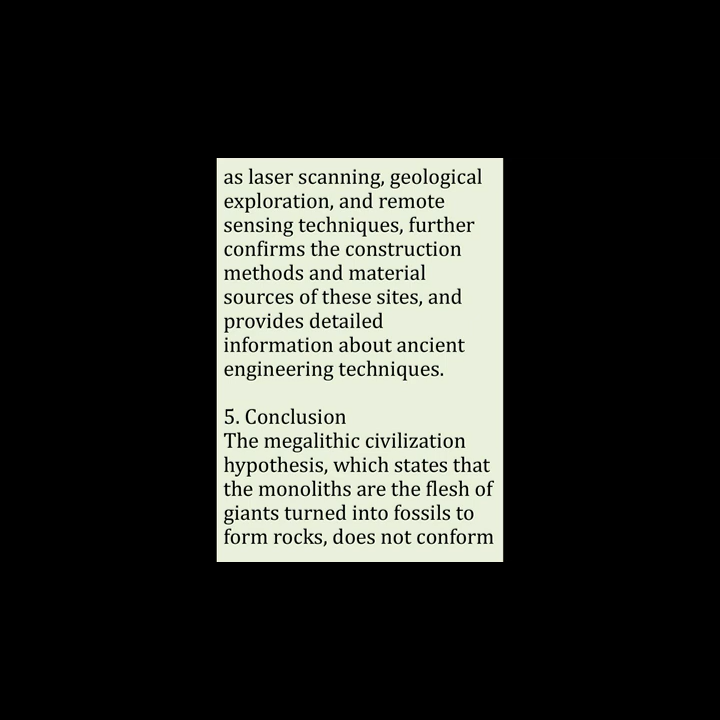 as laser scanning, geological
exploration, and remote
sensing techniques, further
confirms the construction
methods and material
sources of these sites, and
provides detailed
information about ancient
engineering techniques.
5. Conclusion
The megalithic civilization
hypothesis, which states that
the monoliths are the flesh of
giants turned into fossils to
form rocks, does not conform